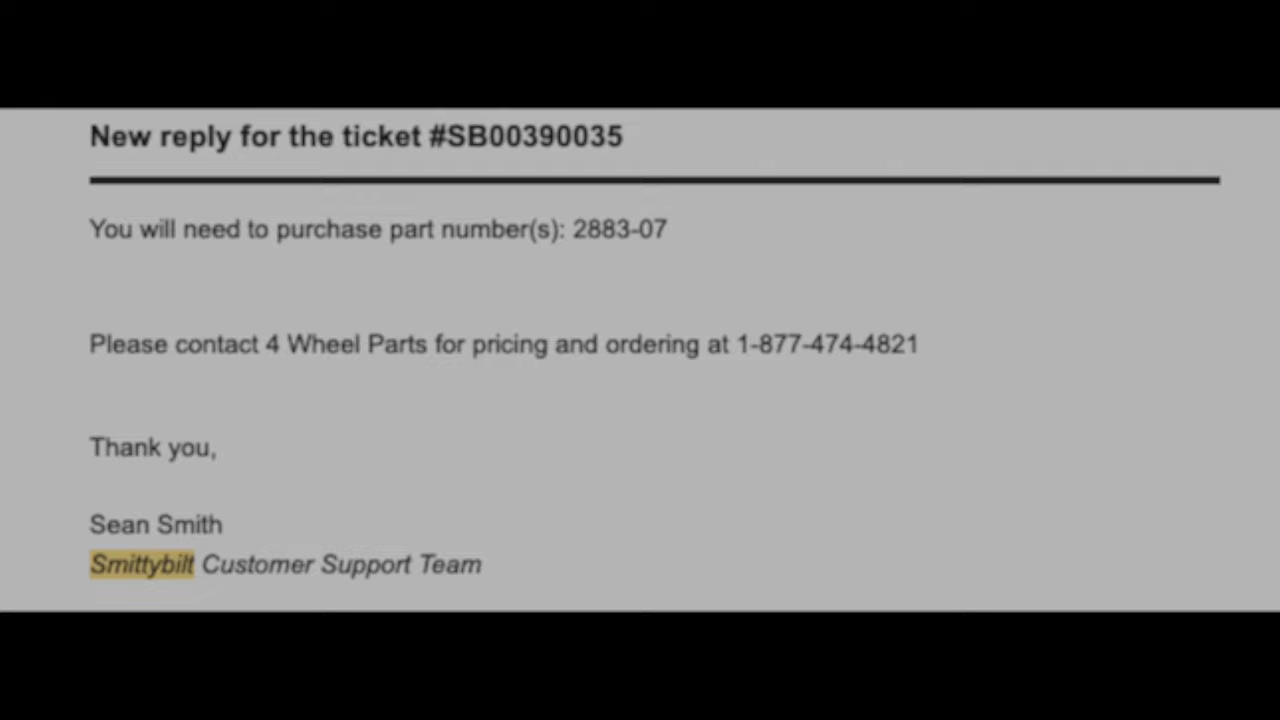 New reply for the ticket #SB00390035
You will need to purchase part number(s): 2883-07
Please contact 4 Wheel Parts for pricing and ordering at 1-877-474-4821
Thank you,
Sean Smith
Smittybilt Customer Support Team